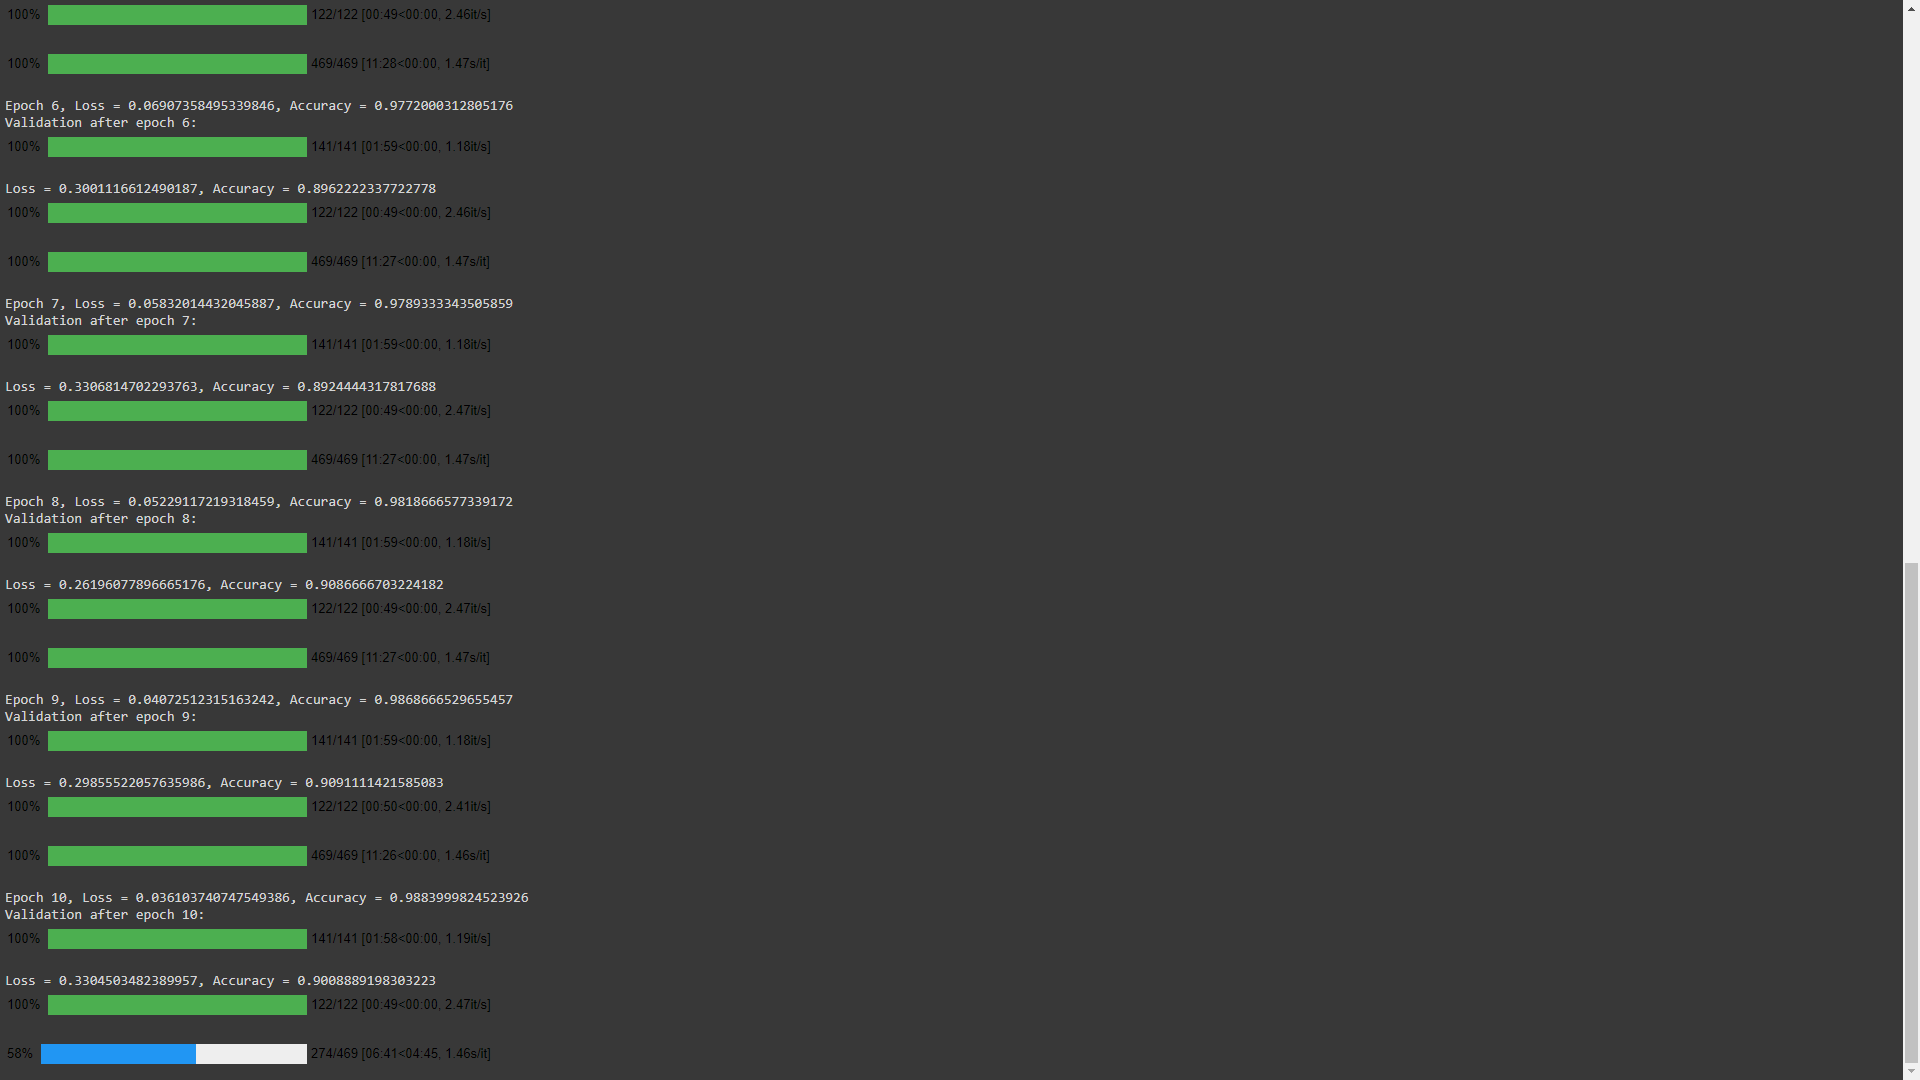 100% 122/122 [00:49<00:00, 2.46it/s]
100% 469/469 [11:28<00:00, 1.47s/it]
Epoch 6, Loss = 0.06907358495339846, Accuracy = 0.9772000312805176
Validation after epoch 6:
100% 141/141 [01:59<00:00, 1.18it/s]
Loss = 0.3001116612490187, Accuracy = 0.8962222337722778
100% 122/122 [00:49<00:00, 2.46it/s]
100% 469/469 [11:27<00:00, 1.47s/it]
Epoch 7, Loss = 0.05832014432045887, Accuracy = 0.9789333343505859
Validation after epoch 7:
100% 141/141 [01:59<00:00, 1.18it/s]
Loss = 0.3306814702293763, Accuracy = 0.8924444317817688
100% 122/122 [00:49<00:00, 2.47it/s]
100% 469/469 [11:27<00:00, 1.47s/it]
Epoch 8, Loss = 0.05229117219318459, Accuracy = 0.9818666577339172
Validation after epoch 8:
100% 141/141 [01:59<00:00, 1.18it/s]
Loss = 0.26196077896665176, Accuracy = 0.9086666703224182
100% 122/122 [00:49<00:00, 2.47it/s]
100% 469/469 [11:27<00:00, 1.47s/it]
Epoch 9, Loss = 0.04072512315163242, Accuracy = 0.9868666529655457
Validation after epoch 9:
100% 141/141 [01:59<00:00, 1.18it/s]
Loss = 0.29855522057635986, Accuracy = 0.9091111421585083
100% 122/122 [00:50<00:00, 2.41it/s]
100% 469/469 [11:26<00:00, 1.46s/it]
Epoch 10, Loss = 0.036103740747549386, Accuracy = 0.9883999824523926
Validation after epoch 10:
100% 141/141 [01:58<00:00, 1.19it/s]
Loss = 0.3304503482389957, Accuracy = 0.9008889198303223
100% 122/122 [00:49<00:00, 2.47it/s]
58% 274/469 [06:41<04:45, 1.46s/it]